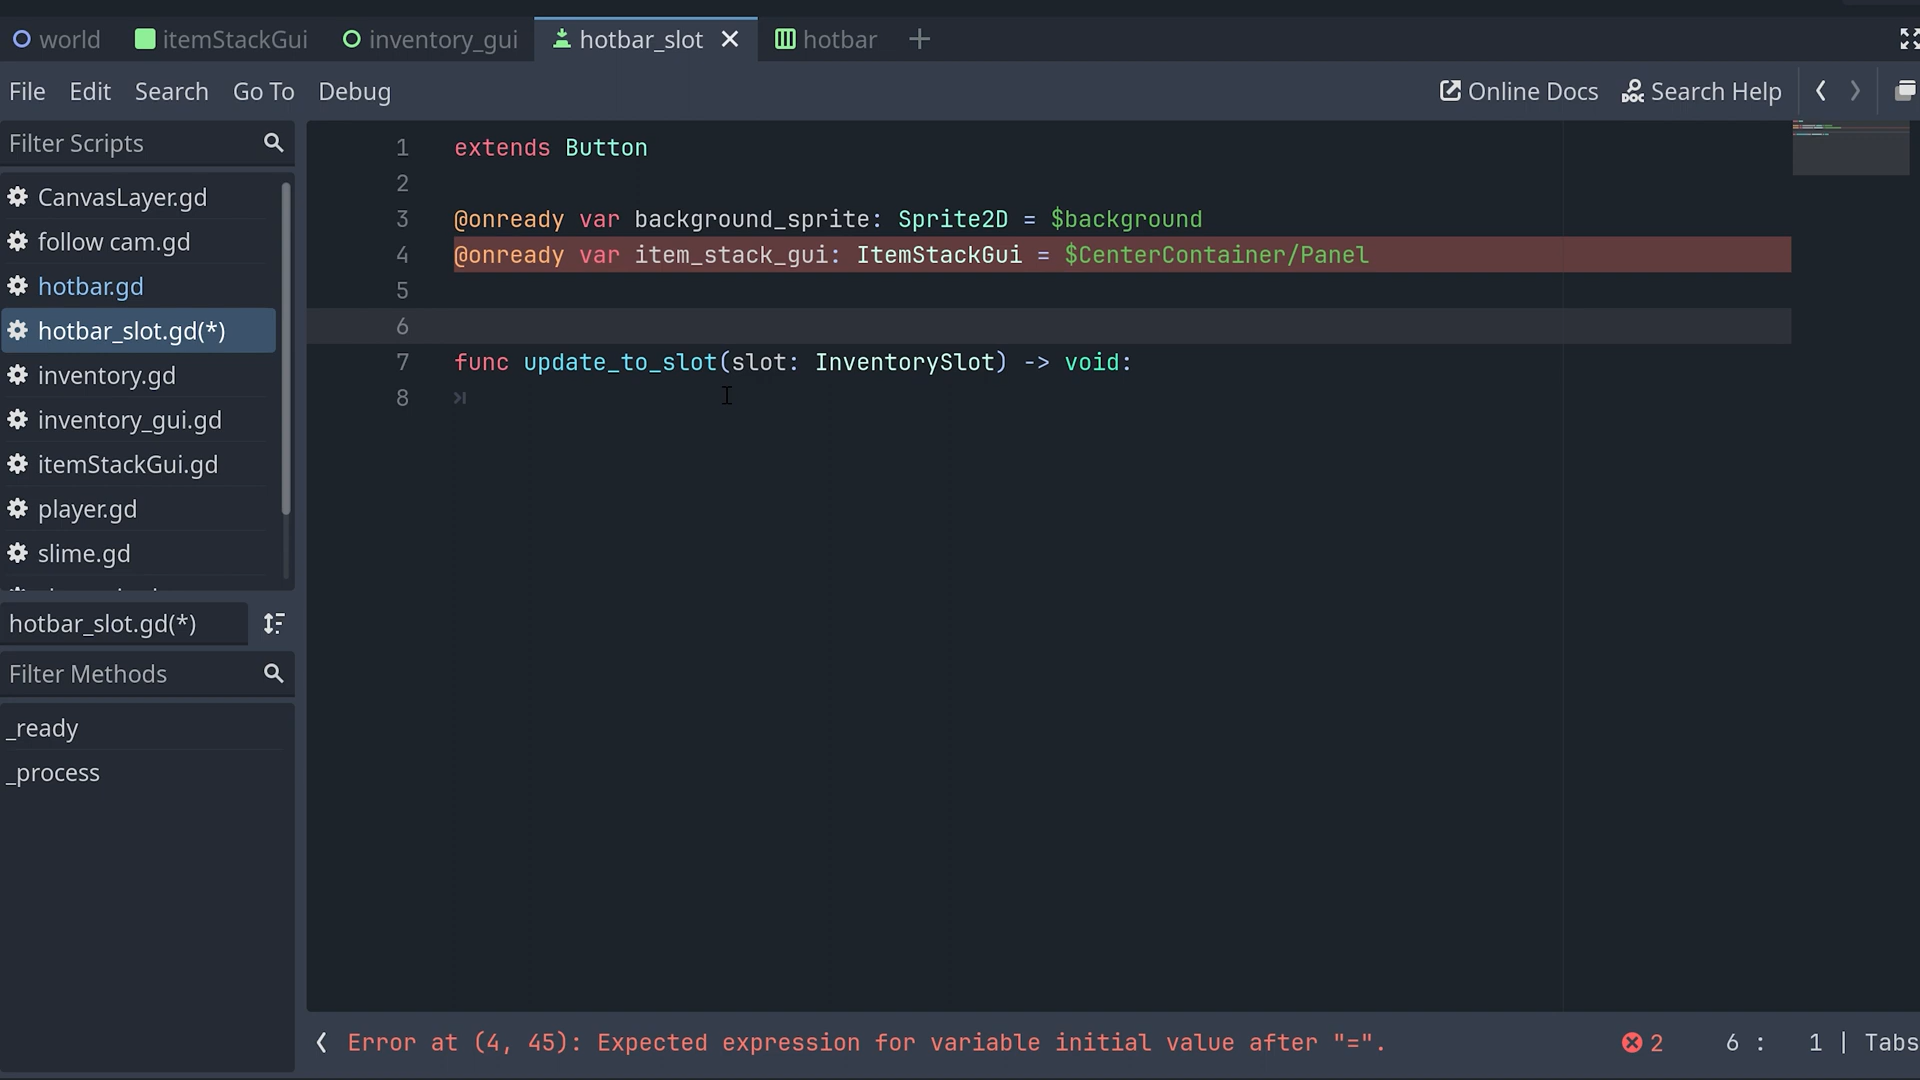 world itemStackGui inventory_gui hotbar_slot hotbar
File Edit Search Go To Debug Online Docs Search Help
Filter Scripts
CanvasLayer.gd
follow cam.gd
hotbar.gd
hotbar_slot.gd(*)
inventory.gd
inventory_gui.gd
itemStackGui.gd
player.gd
slime.gd
hotbar_slot.gd(*)
Filter Methods
_ready
_process
1 extends Button
2
3 @onready var background_sprite: Sprite2D = $background
4 @onready var item_stack_gui: ItemStackGui = $CenterContainer/Panel
5
6
7 func update_to_slot(slot: InventorySlot) -> void:
8
Error at (4, 45): Expected expression for variable initial value after "=". 2 6 : 1 | Tabs